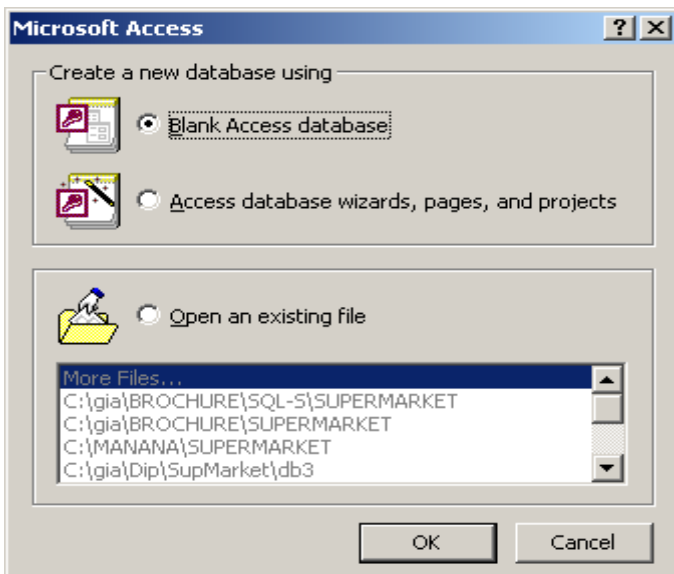 Microsoft Access
Create a new database using
Blank Access database
Access database wizards, pages, and projects
Open an existing file
More Files...
C:\gia\BROCHURE\SQL-S\SUPERMARKET
C:\gia\BROCHURE\SUPERMARKET
C:\MANANA\SUPERMARKET
C:\gia\Dip\SupMarket\db3
OK Cancel